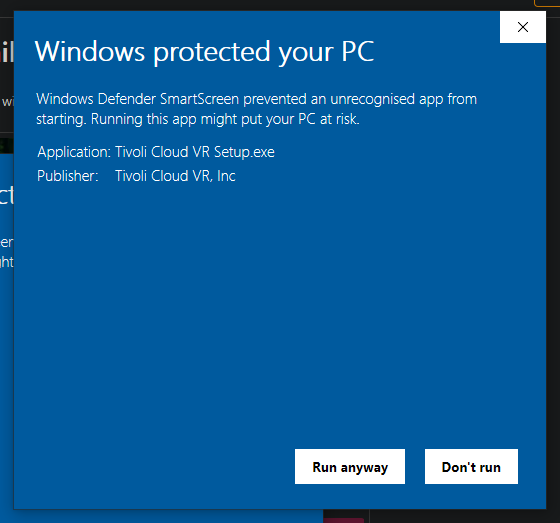 Windows protected your PC
Windows Defender SmartScreen prevented an unrecognised app from
starting. Running this app might put your PC at risk.
Application: Tivoli Cloud VR Setup.exe
Publisher: Tivoli Cloud VR, Inc
Run anyway
Don't run